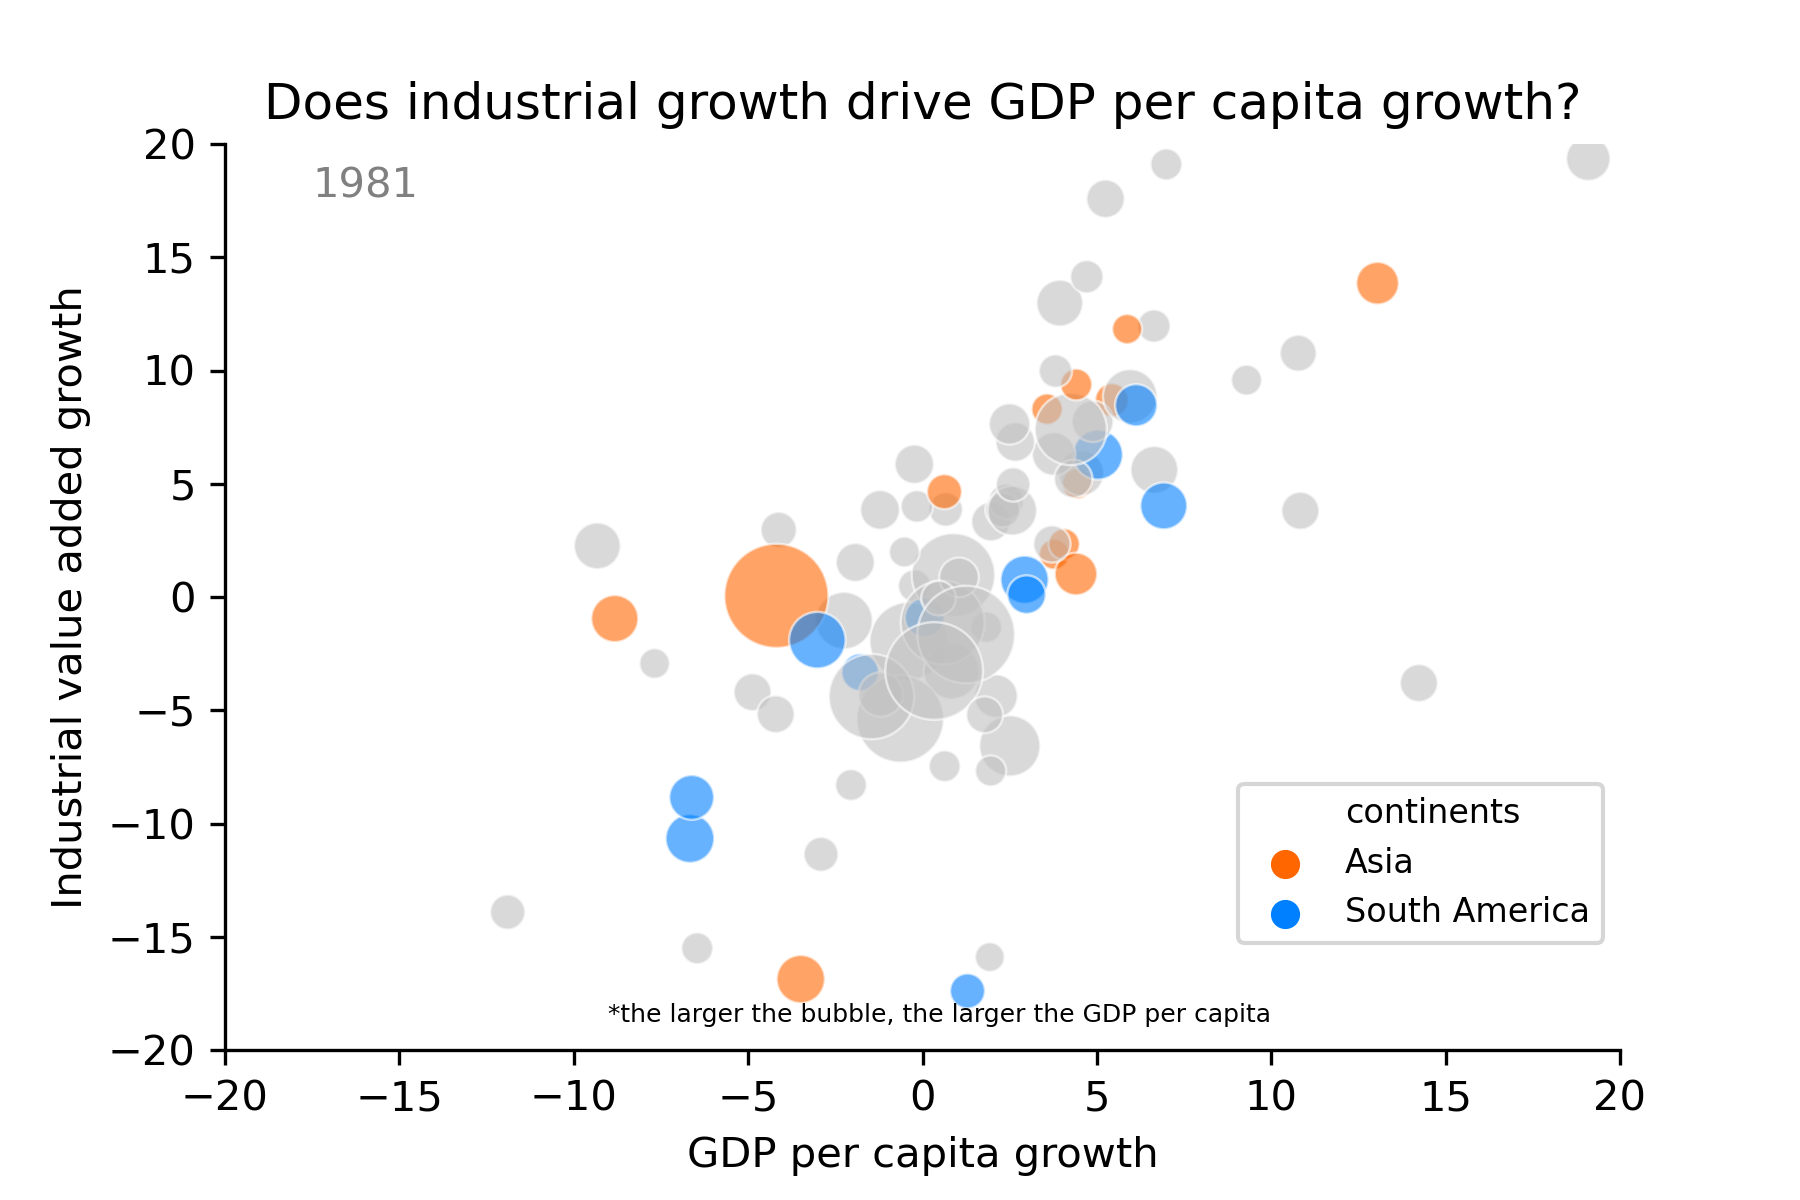 Does industrial growth drive GDP per capita growth?
1981
Industrial value added growth
20
15
10
5
0
−5
−10
−15
−20
continents
Asia
South America
*the larger the bubble, the larger the GDP per capita
−20 −15 −10 −5 0 5 10 15 20
GDP per capita growth